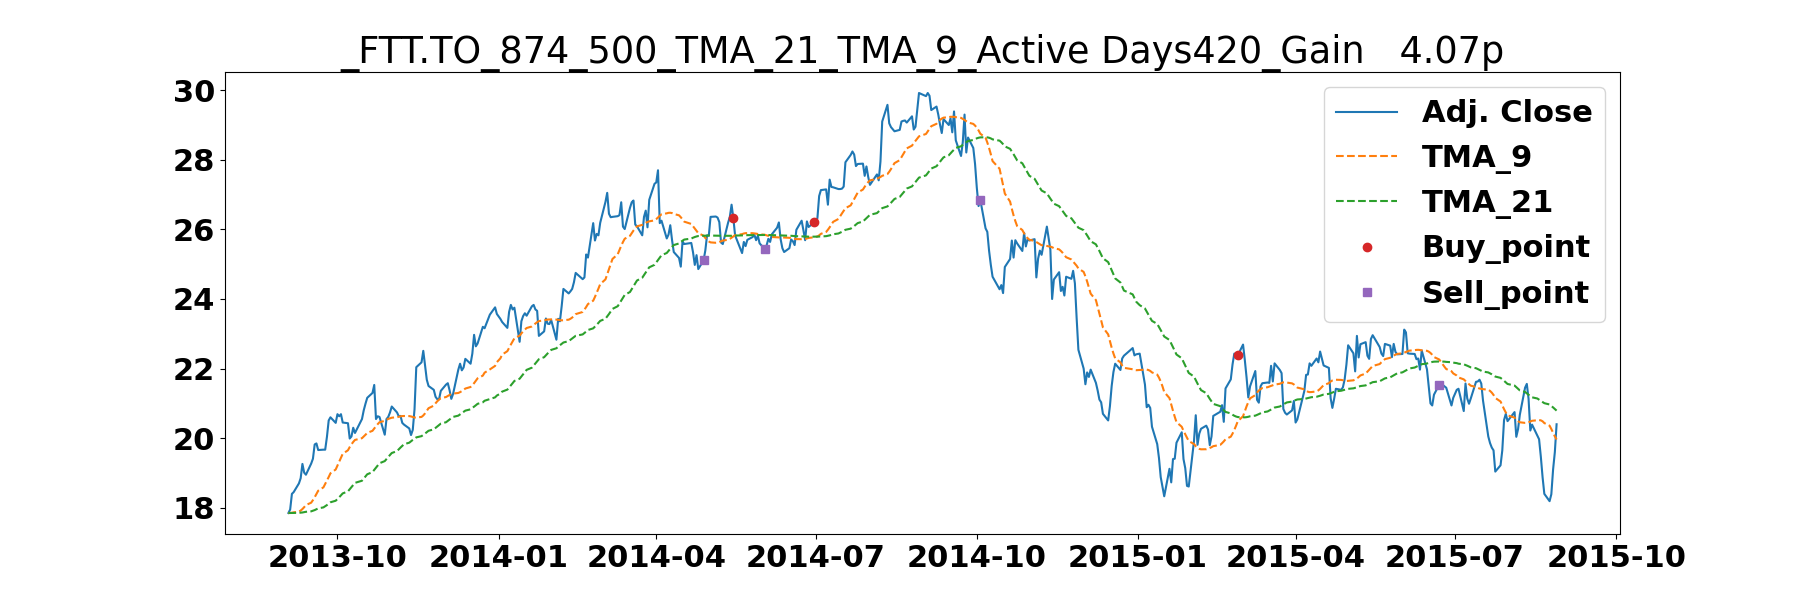 _FTT.TO_874_500_TMA_21_TMA_9_Active Days420_Gain   4.07p
30
28
26
24
22
20
18
Adj. Close
TMA_9
TMA_21
Buy_point
Sell_point
2013-10 2014-01 2014-04 2014-07 2014-10 2015-01 2015-04 2015-07 2015-10